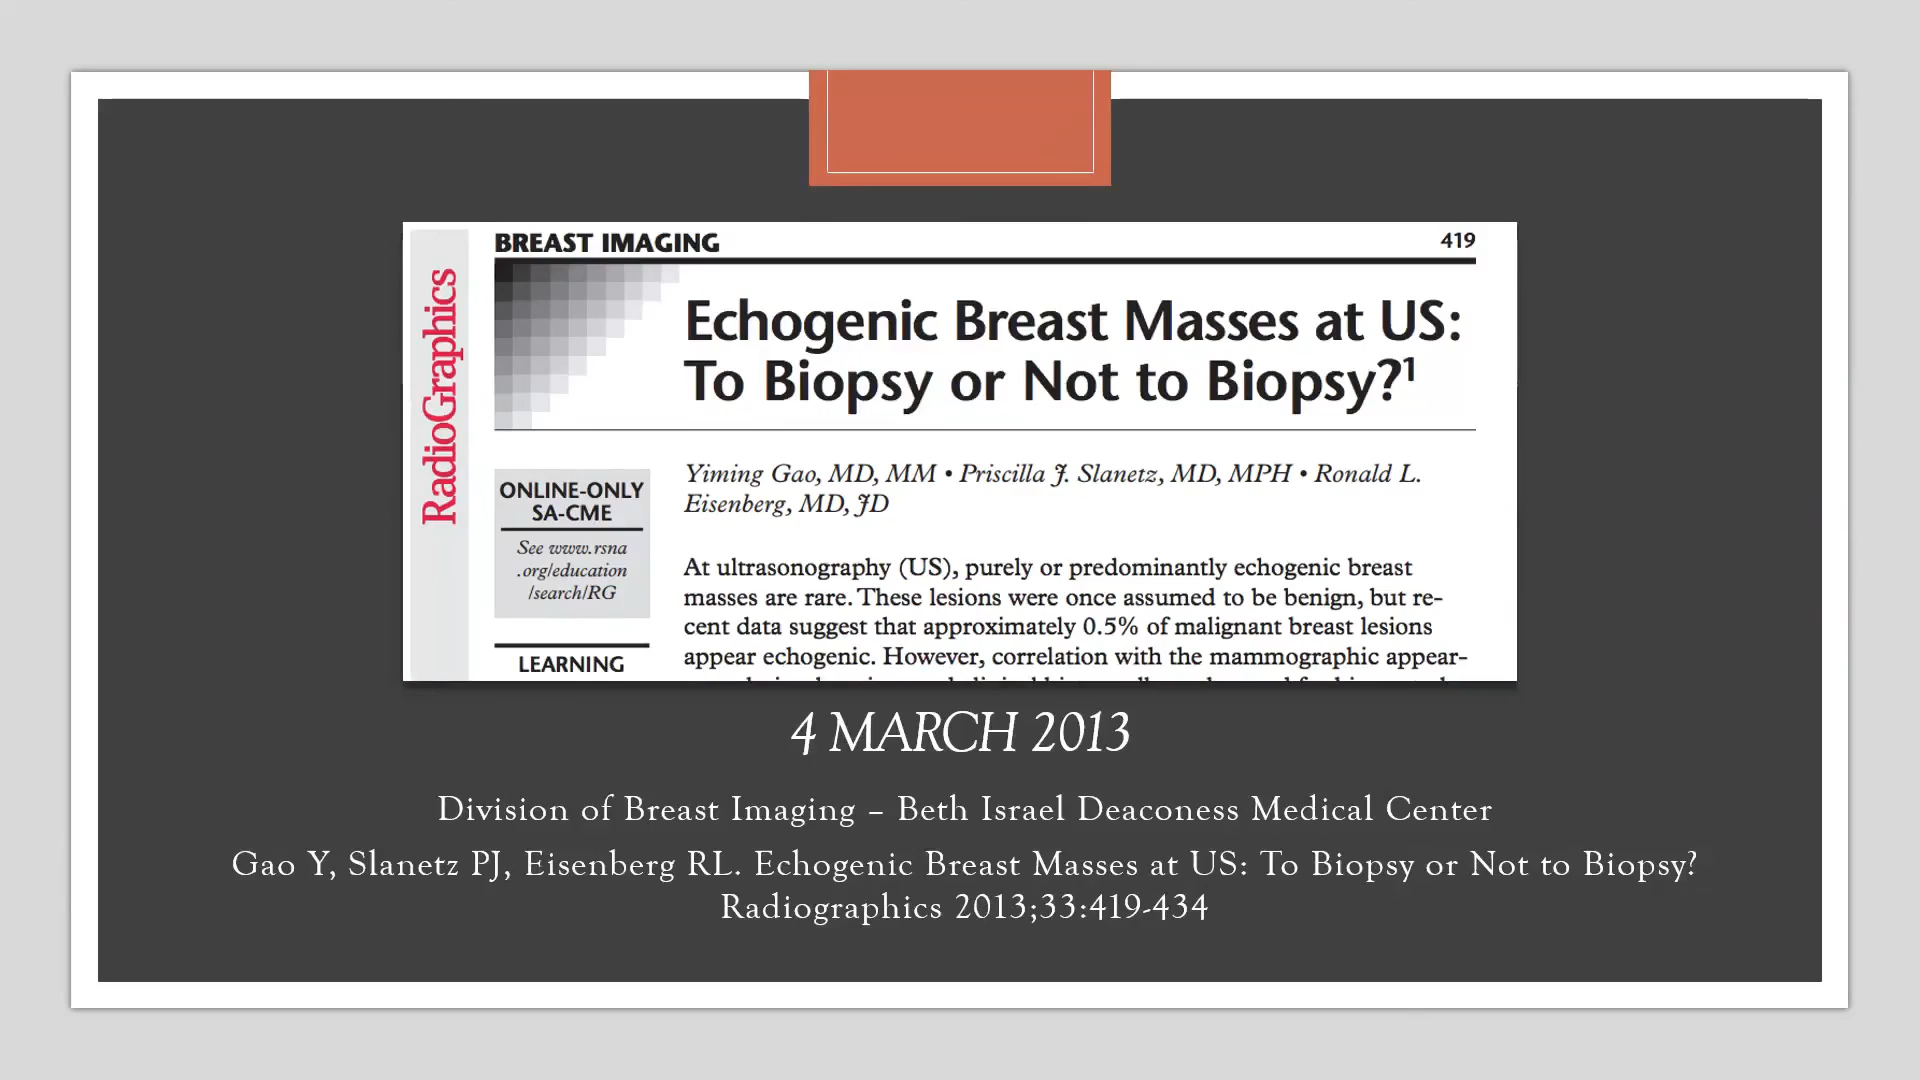 BREAST IMAGING
419
RadioGraphics
Echogenic Breast Masses at US:
To Biopsy or Not to Biopsy?1
Yiming Gao, MD, MM • Priscilla J. Slanetz, MD, MPH • Ronald L.
Eisenberg, MD, JD
ONLINE-ONLY
SA-CME
See www.rsna
.org/education
/search/RG
LEARNING
At ultrasonography (US), purely or predominantly echogenic breast
masses are rare. These lesions were once assumed to be benign, but re-
cent data suggest that approximately 0.5% of malignant breast lesions
appear echogenic. However, correlation with the mammographic appear-
4 MARCH 2013
Division of Breast Imaging – Beth Israel Deaconess Medical Center
Gao Y, Slanetz PJ, Eisenberg RL. Echogenic Breast Masses at US: To Biopsy or Not to Biopsy?
Radiographics 2013;33:419-434